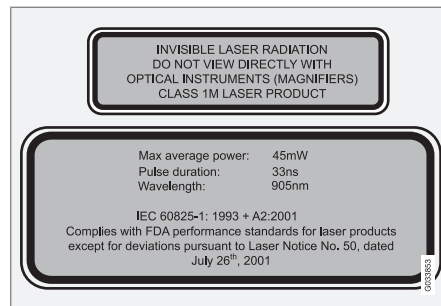 INVISIBLE LASER RADIATION
DO NOT VIEW DIRECTLY WITH
OPTICAL INSTRUMENTS (MAGNIFIERS)
CLASS 1M LASER PRODUCT
Max average power: 45mW
Pulse duration: 33ns
Wavelength: 905nm
IEC 60825-1: 1993 + A2:2001
Complies with FDA performance standards for laser products
except for deviations pursuant to Laser Notice No. 50, dated
July 26th, 2001
G033853